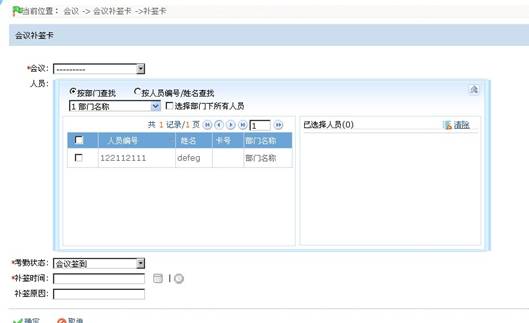 当前位置： 会议 -> 会议补签卡 ->补签卡
会议补签卡
*会议： ---------
人员：
按部门查找 按人员编号/姓名查找
1 部门名称 选择部门下所有人员
共 1 记录/1 页 1
已选择人员(0) 清除
人员编号 姓名 卡号 部门名称
122112111 defeg 部门名称
*考勤状态： 会议签到
*补签时间： |
补签原因：
确定 取消